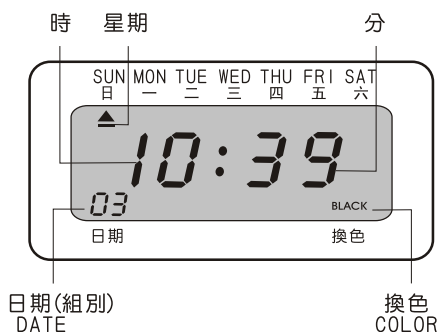 時 星期 分
SUN MON TUE WED THU FRI SAT
日 一 二 三 四 五 六
10:39
03 BLACK
日期 換色
日期(組別) 換色
DATE COLOR